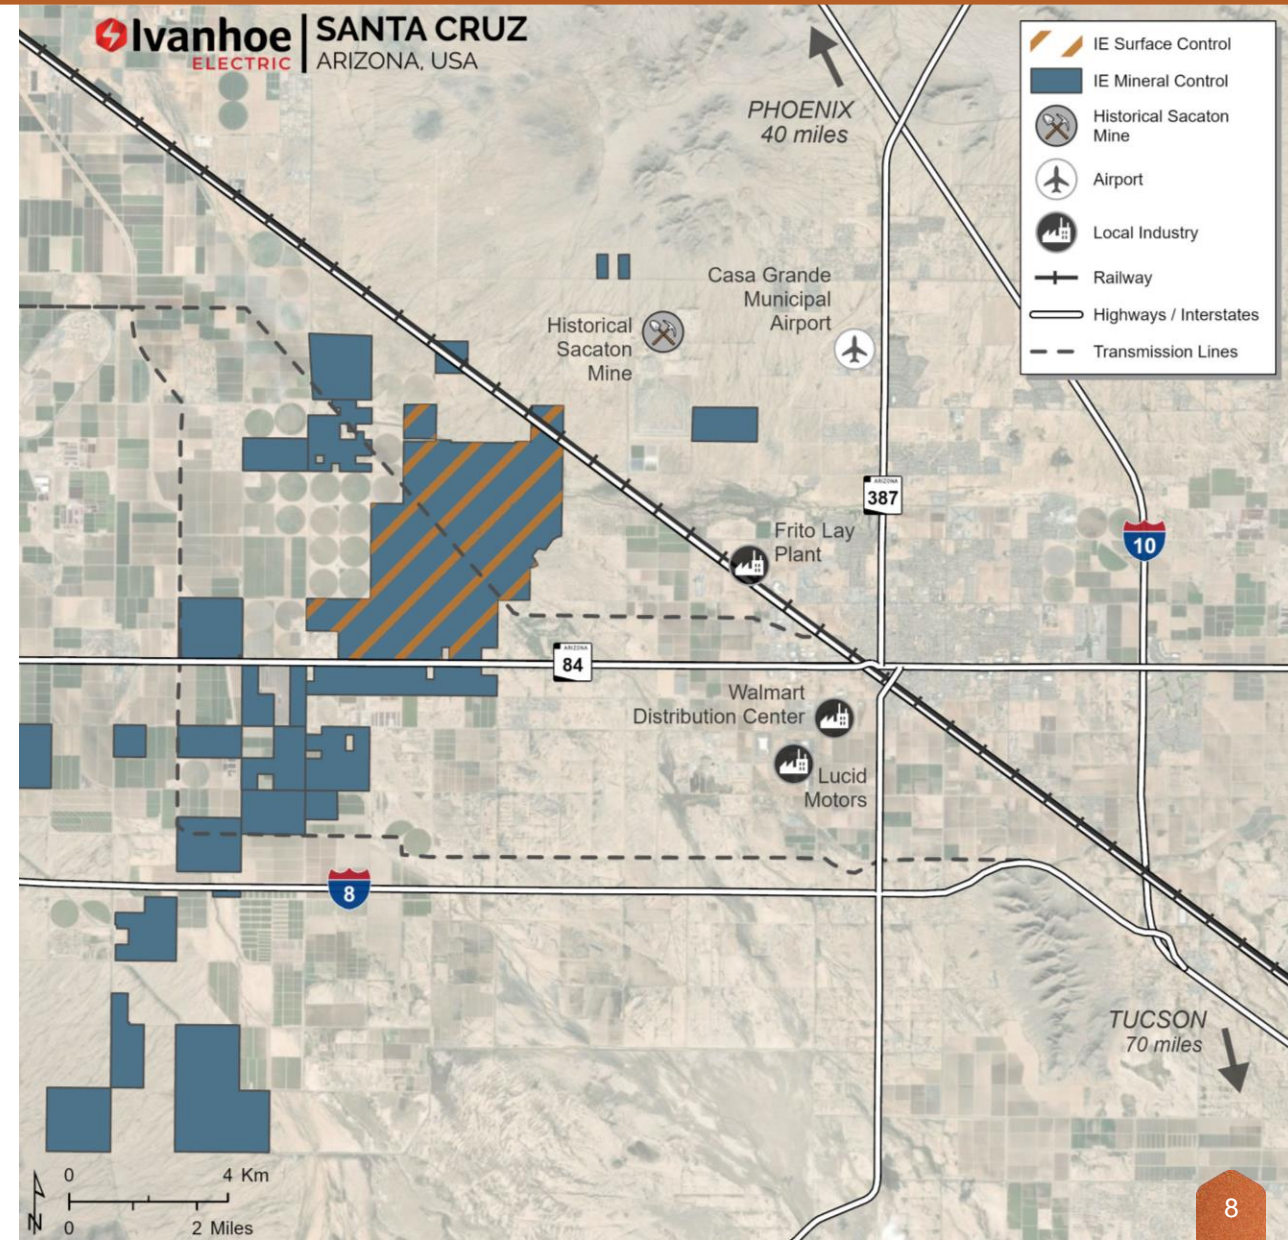 Ivanhoe
ELECTRIC
SANTA CRUZ
ARIZONA, USA
IE Surface Control
IE Mineral Control
Historical Sacaton
Mine
Airport
Local Industry
Railway
Highways / Interstates
Transmission Lines
PHOENIX
40 miles
Casa Grande
Municipal
Airport
Historical
Sacaton
Mine
ARIZONA
387
10
Frito Lay
Plant
ARIZONA
84
Walmart
Distribution Center
Lucid
Motors
8
TUCSON
70 miles
0 4 Km
N
0 2 Miles
8